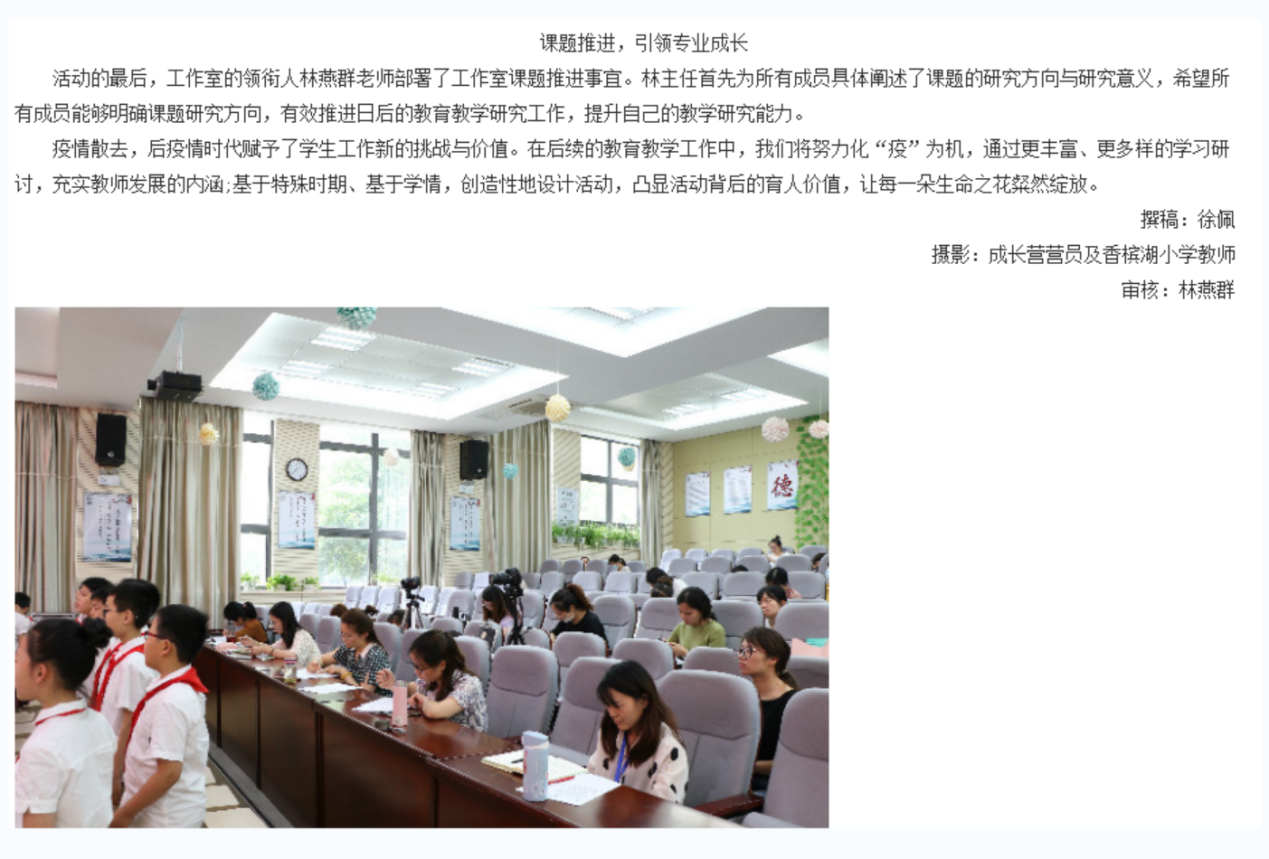 课题推进，引领专业成长
活动的最后，工作室的领衔人林燕群老师部署了工作室课题推进事宜。林主任首先为所有成员具体阐述了课题的研究方向与研究意义，希望所
有成员能够明确课题研究方向，有效推进日后的教育教学研究工作，提升自己的教学研究能力。
疫情散去，后疫情时代赋予了学生工作新的挑战与价值。在后续的教育教学工作中，我们将努力化“疫”为机，通过更丰富、更多样的学习研
讨，充实教师发展的内涵;基于特殊时期、基于学情，创造性地设计活动，凸显活动背后的育人价值，让每一朵生命之花粲然绽放。
撰稿：徐佩
摄影：成长营营员及香槟湖小学教师
审核：林燕群
德